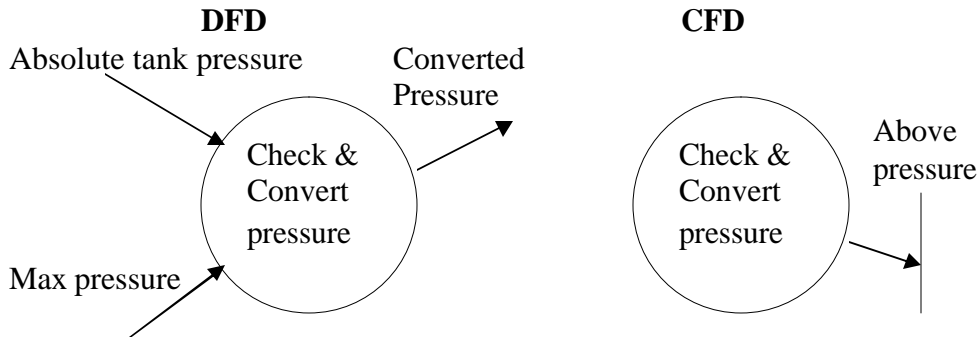 DFD
Absolute tank pressure
Converted
Pressure
Check &
Convert
pressure
Max pressure
CFD
Check &
Convert
pressure
Above
pressure